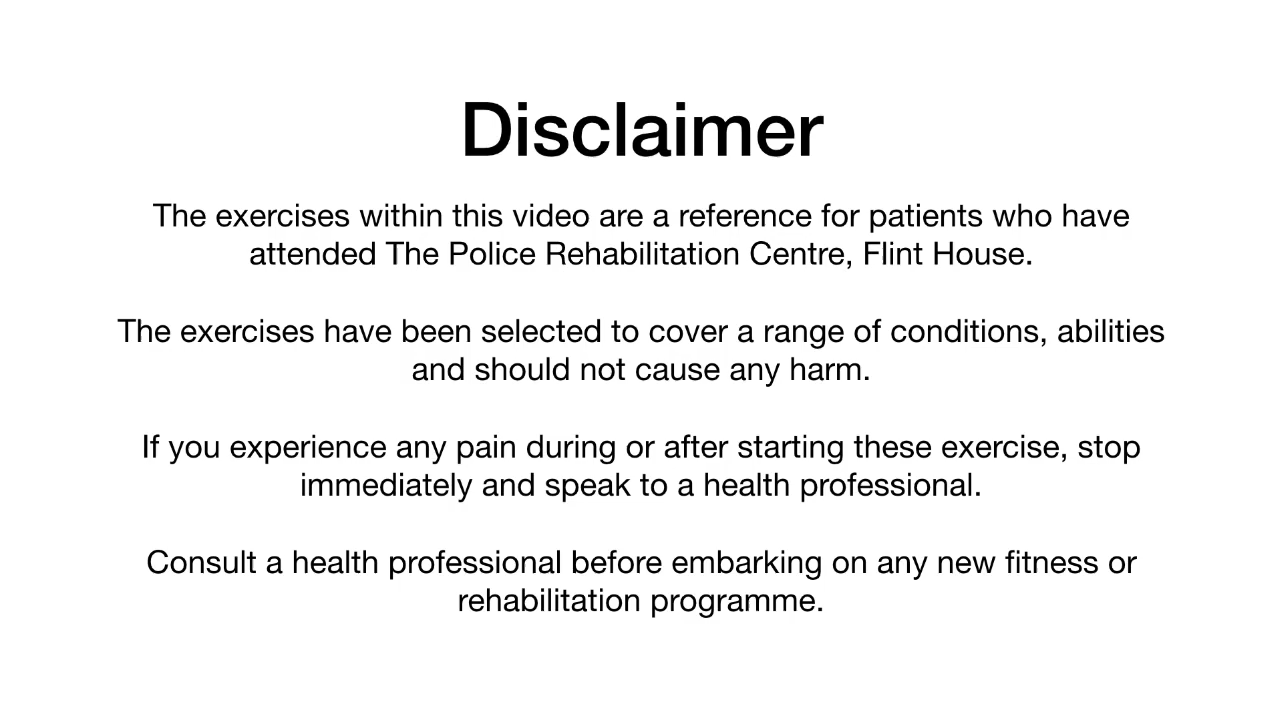 Disclaimer
The exercises within this video are a reference for patients who have
attended The Police Rehabilitation Centre, Flint House.
The exercises have been selected to cover a range of conditions, abilities
and should not cause any harm.
If you experience any pain during or after starting these exercise, stop
immediately and speak to a health professional.
Consult a health professional before embarking on any new fitness or
rehabilitation programme.